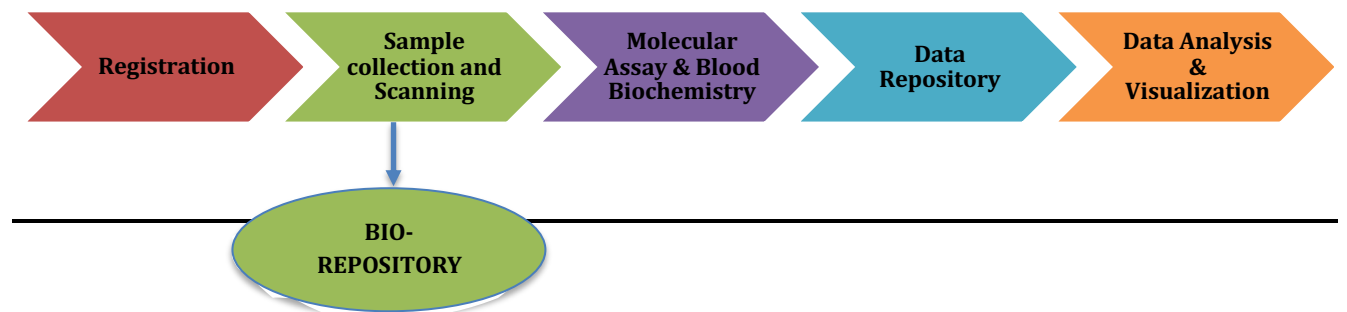 Registration
Sample
collection and
Scanning
Molecular
Assay & Blood
Biochemistry
Data
Repository
Data Analysis
&
Visualization
BIO-
REPOSITORY